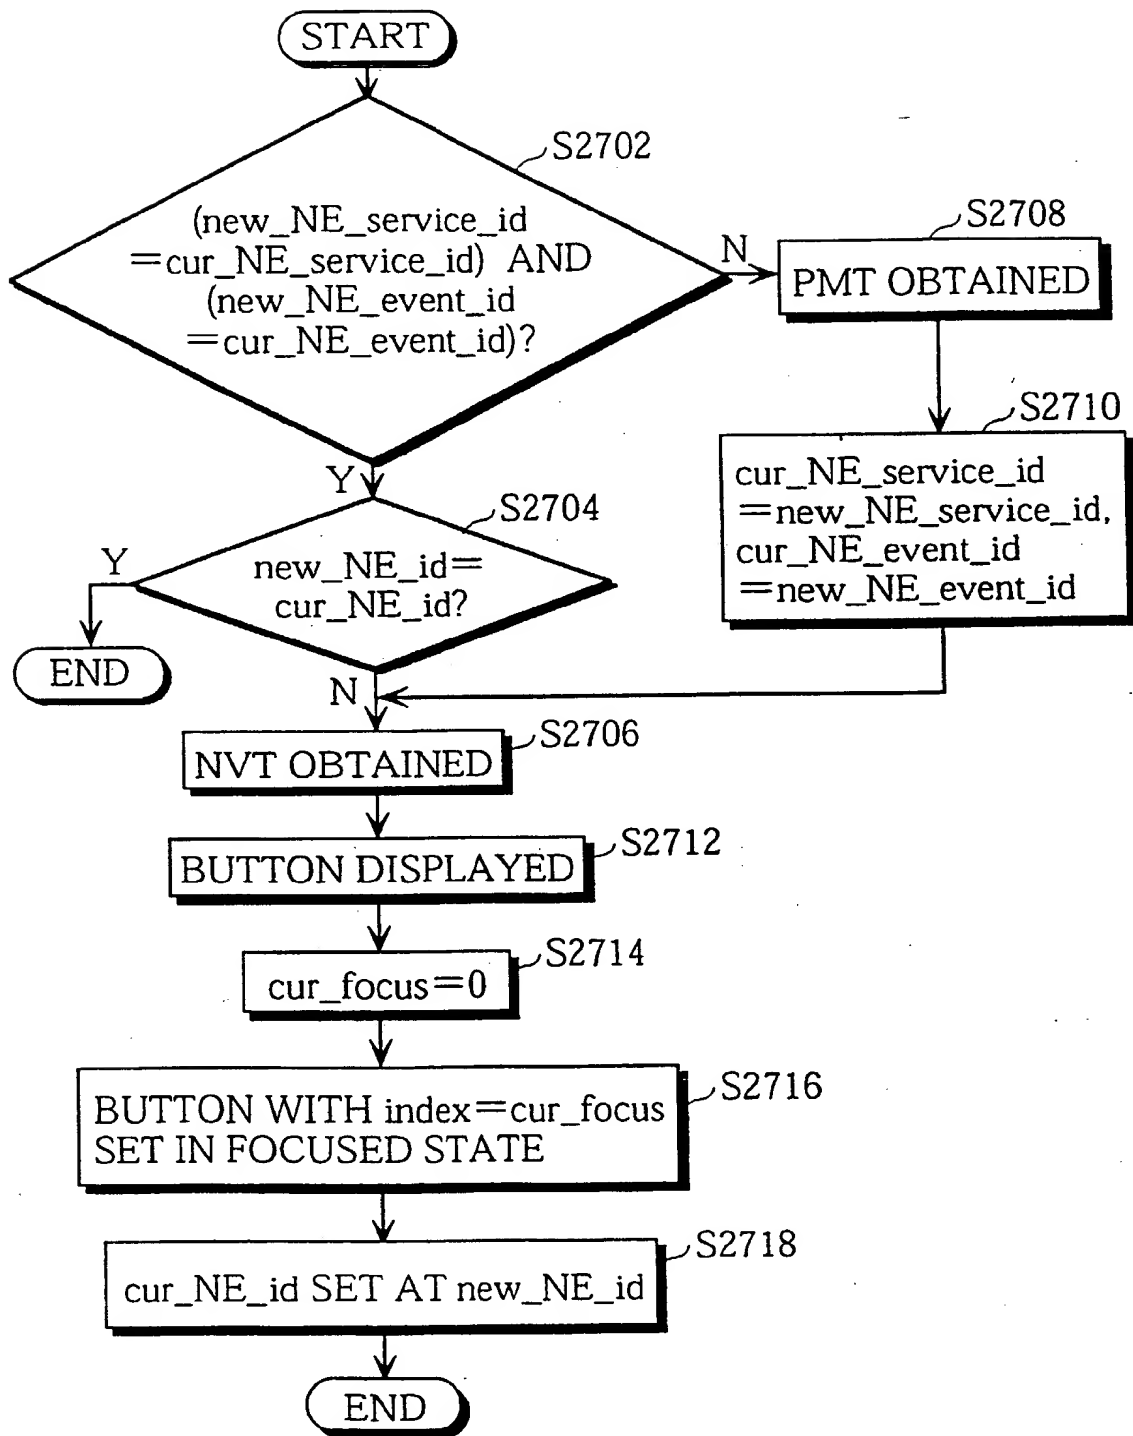 START
S2702
(new_NE_service_id
=cur_NE_service_id) AND
(new_NE_event_id
=cur_NE_event_id)?
N
S2708
PMT OBTAINED
S2710
cur_NE_service_id
=new_NE_service_id,
cur_NE_event_id
=new_NE_event_id
Y
S2704
new_NE_id=
cur_NE_id?
Y
END
N
S2706
NVT OBTAINED
S2712
BUTTON DISPLAYED
S2714
cur_focus=0
S2716
BUTTON WITH index=cur_focus
SET IN FOCUSED STATE
S2718
cur_NE_id SET AT new_NE_id
END